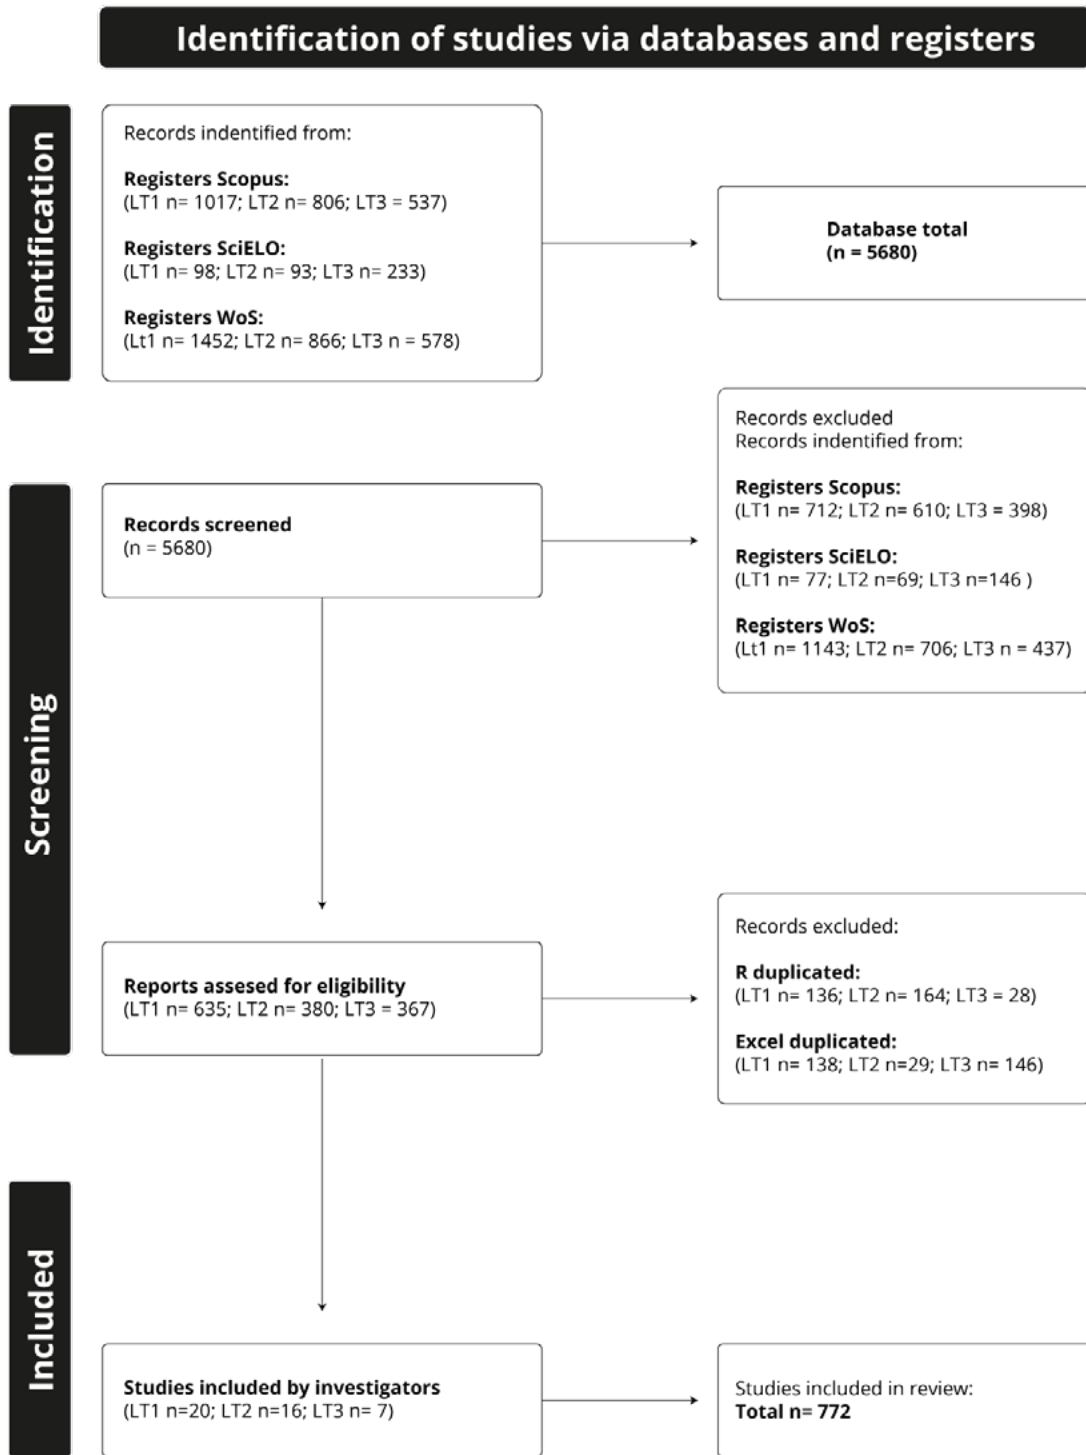 Identification of studies via databases and registers
Identification
Records indentified from:
Registers Scopus:
(LT1 n= 1017; LT2 n= 806; LT3 = 537)
Registers SciELO:
(LT1 n= 98; LT2 n= 93; LT3 n= 233)
Registers WoS:
(Lt1 n= 1452; LT2 n= 866; LT3 n = 578)
Database total
(n = 5680)
Screening
Records screened
(n = 5680)
Records excluded
Records indentified from:
Registers Scopus:
(LT1 n= 712; LT2 n= 610; LT3 = 398)
Registers SciELO:
(LT1 n= 77; LT2 n=69; LT3 n=146 )
Registers WoS:
(Lt1 n= 1143; LT2 n= 706; LT3 n = 437)
Reports assesed for eligibility
(LT1 n= 635; LT2 n= 380; LT3 = 367)
Records excluded:
R duplicated:
(LT1 n= 136; LT2 n= 164; LT3 = 28)
Excel duplicated:
(LT1 n= 138; LT2 n=29; LT3 n= 146)
Included
Studies included by investigators
(LT1 n=20; LT2 n=16; LT3 n= 7)
Studies included in review:
Total n= 772